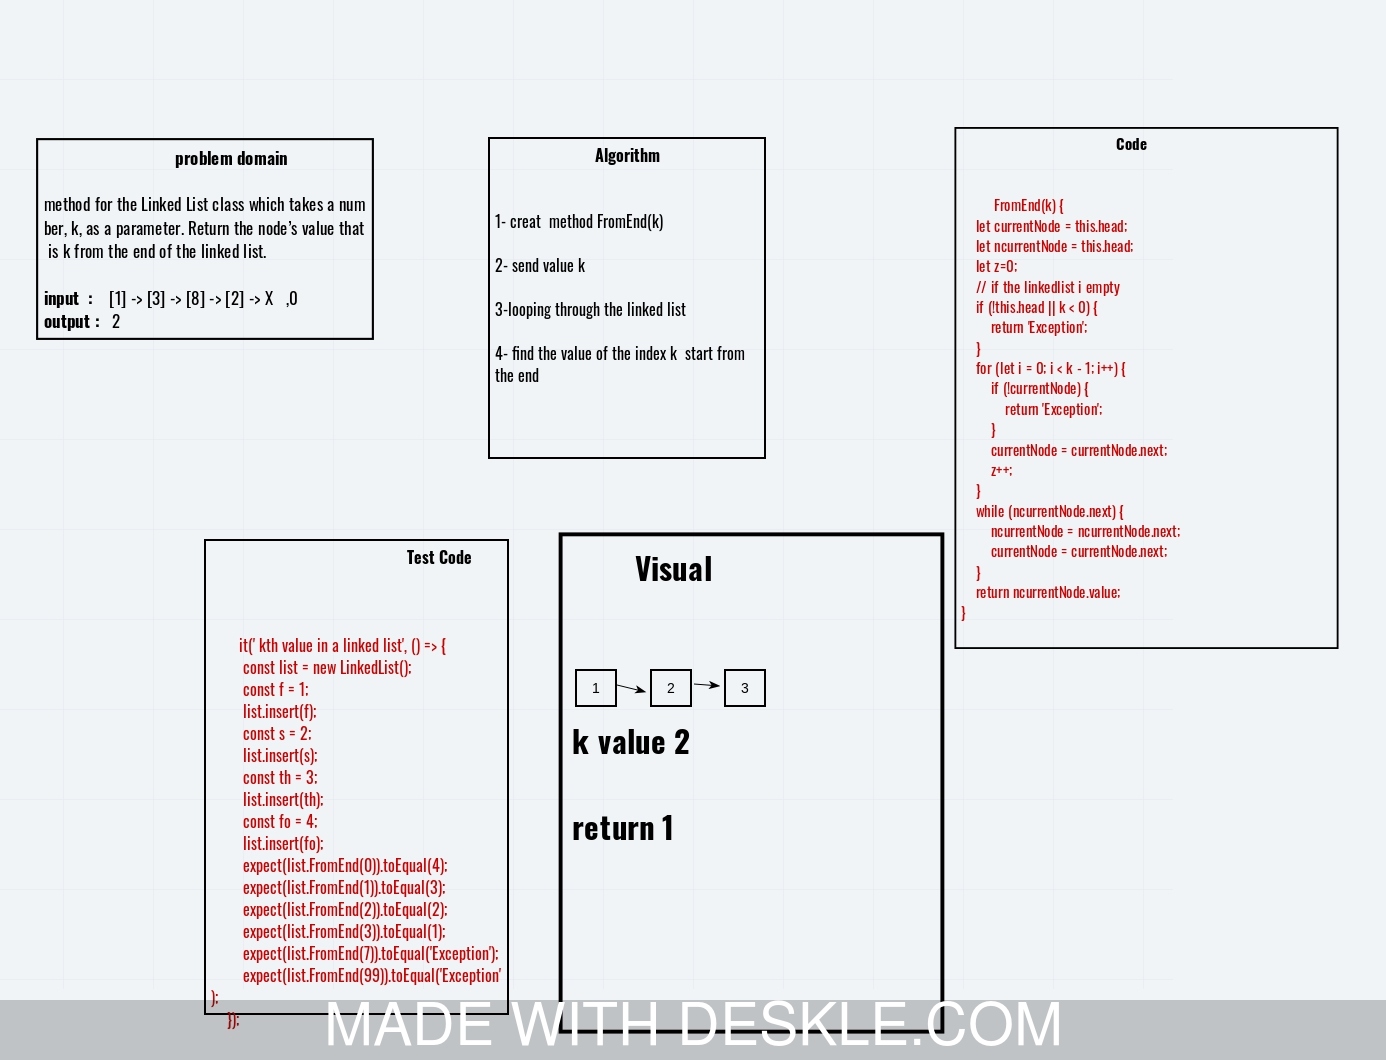 problem domain
method for the Linked List class which takes a num
ber, k, as a parameter. Return the node's value that
is k from the end of the linked list.
input : [1] -> [3] -> [8] -> [2] -> X ,0
output : 2
Algorithm
1- creat method FromEnd(k)
2- send value k
3-looping through the linked list
4- find the value of the index k start from
the end
Code
FromEnd(k) {
let currentNode = this.head;
let ncurrentNode = this.head;
let z=0;
// if the linkedlist i empty
if (!this.head || k < 0) {
return 'Exception';
}
for (let i = 0; i < k - 1; i++) {
if (!currentNode) {
return 'Exception';
}
currentNode = currentNode.next;
z++;
}
while (ncurrentNode.next) {
ncurrentNode = ncurrentNode.next;
currentNode = currentNode.next;
}
return ncurrentNode.value;
}
Test Code
it(' kth value in a linked list', () => {
const list = new LinkedList();
const f = 1;
list.insert(f);
const s = 2;
list.insert(s);
const th = 3;
list.insert(th);
const fo = 4;
list.insert(fo);
expect(list.FromEnd(0)).toEqual(4);
expect(list.FromEnd(1)).toEqual(3);
expect(list.FromEnd(2)).toEqual(2);
expect(list.FromEnd(3)).toEqual(1);
expect(list.FromEnd(7)).toEqual('Exception');
expect(list.FromEnd(99)).toEqual('Exception'
);
});
Visual
1 2 3
k value 2
return 1
MADE WITH DESKLE.COM